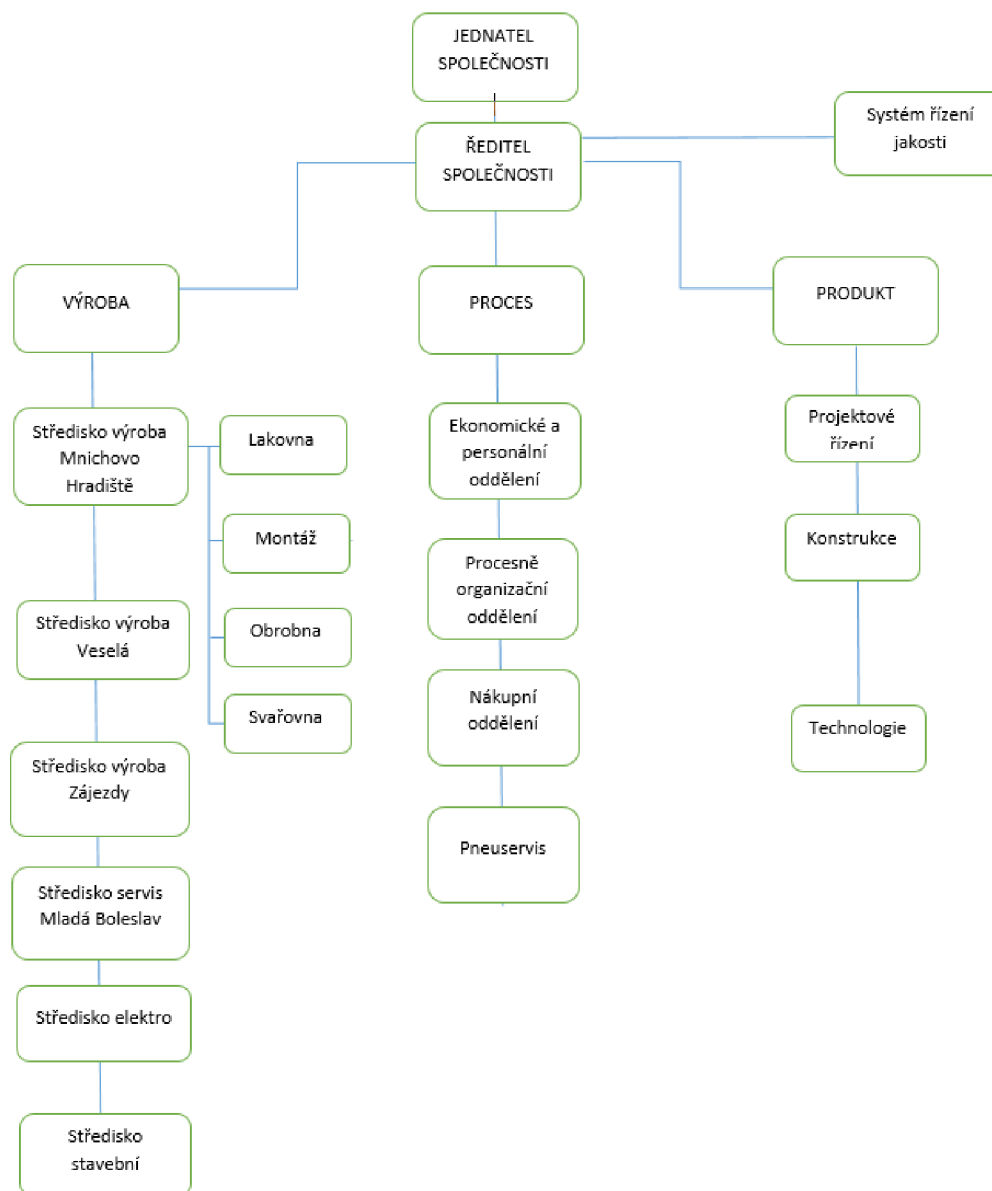 JEDNATEL
SPOLEČNOSTI
Systém řízení
jakosti
ŘEDITEL
SPOLEČNOSTI
VÝROBA
PROCES
PRODUKT
Středisko výroba
Mnichovo
Hradiště
Lakovna
Montáž
Obrobna
Svařovna
Středisko výroba
Veselá
Středisko výroba
Zájezdy
Středisko servis
Mladá Boleslav
Středisko elektro
Středisko
stavební
Ekonomické a
personální
oddělení
Procesně
organizační
oddělení
Nákupní
oddělení
Pneuservis
Projektové
řízení
Konstrukce
Technologie